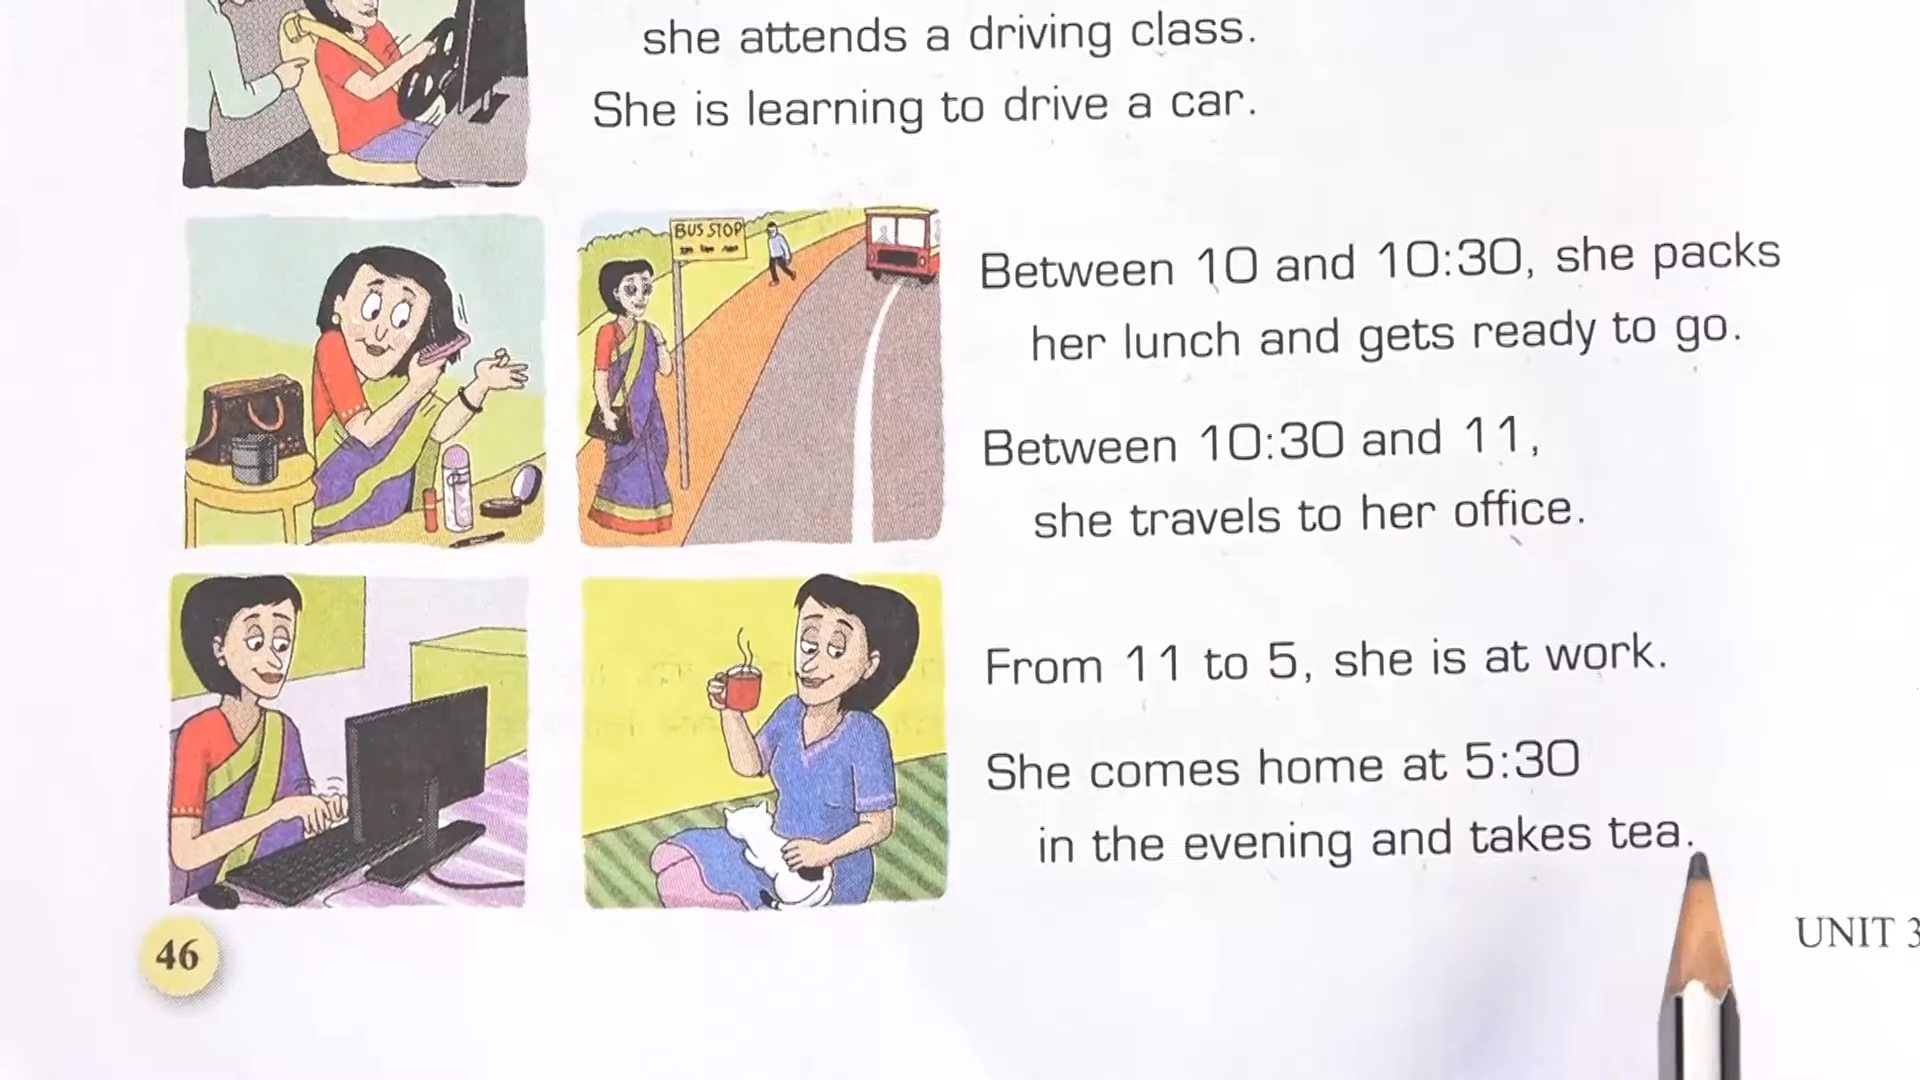 she attends a driving class.
She is learning to drive a car.
BUS STOP
Between 10 and 10:30, she packs
her lunch and gets ready to go.
Between 10:30 and 11,
she travels to her office.
From 11 to 5, she is at work.
She comes home at 5:30
in the evening and takes tea.
46
UNIT 3